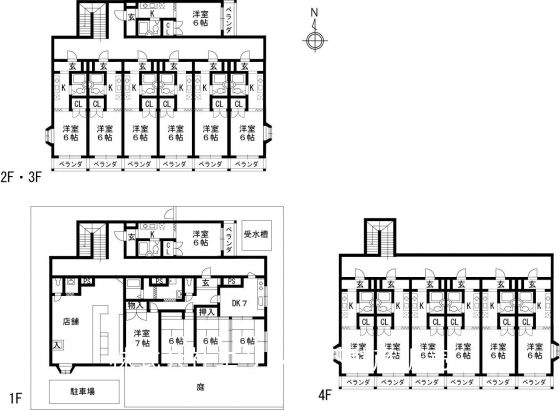 N
玄 K C 洋室 6帖 ベランダ
玄 玄 玄 玄 玄 玄
K K K K K K
CL CL CL CL CL CL
洋室 洋室 洋室 洋室 洋室 洋室
6帖 6帖 6帖 6帖 6帖 6帖
ベランダ ベランダ ベランダ ベランダ ベランダ ベランダ
2F・3F
玄 K C 洋室 6帖 ベランダ 受水槽
PS PS 玄 PS
物入 押入 DK7
店舗 洋室 7帖 6 6 6帖
入
駐車場 庭
1F
玄 玄 玄 玄 玄 玄
K K K K K K
CL CL CL CL CL CL
洋室 洋室 洋室 洋室 洋室 洋室
6帖 6帖 6帖 6帖 6帖 6帖
ベランダ ベランダ ベランダ ベランダ ベランダ ベランダ
4F